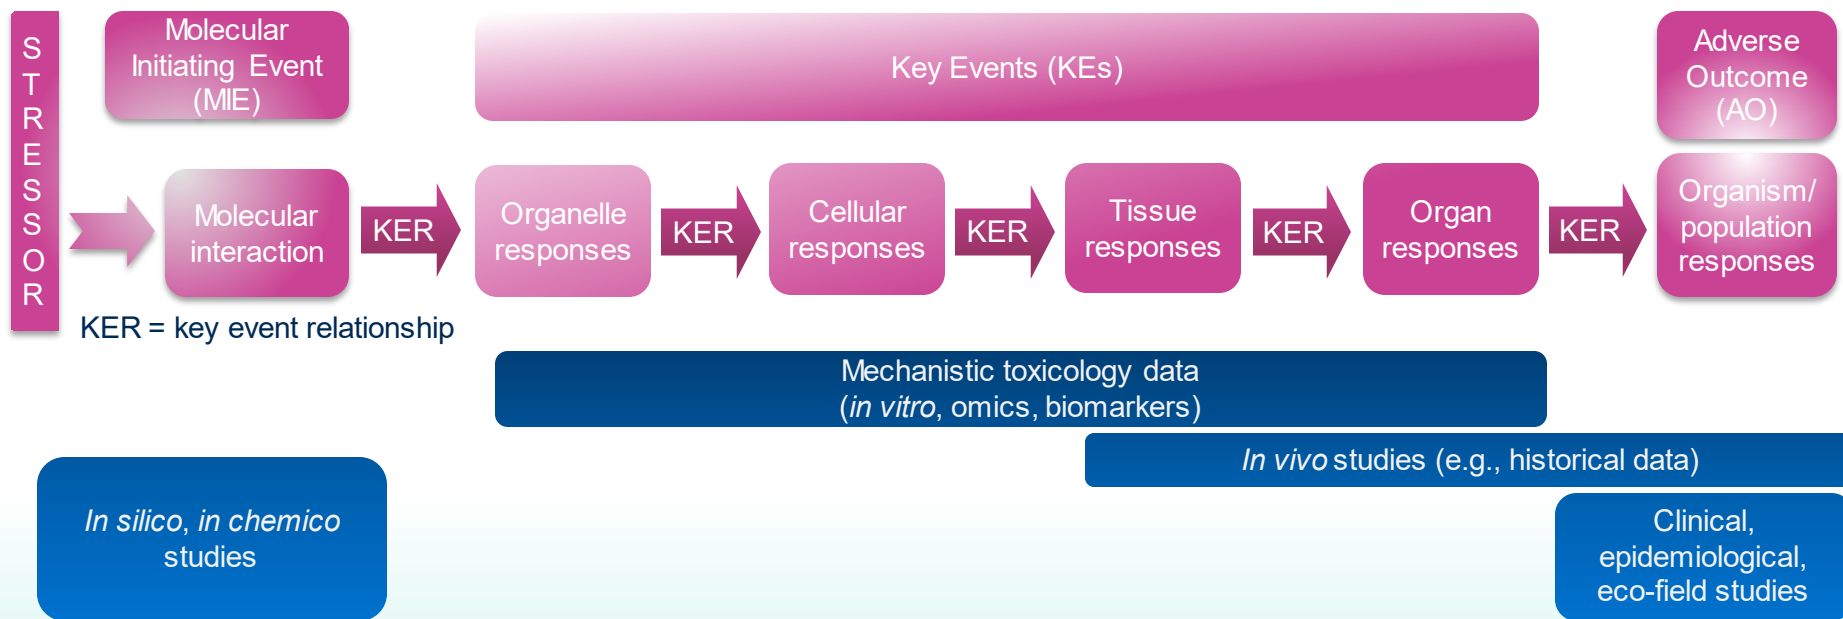 STRESSOR
Molecular
Initiating Event
(MIE)
Key Events (KEs)
Adverse
Outcome
(AO)
Molecular
interaction
KER
Organelle
responses
KER
Cellular
responses
KER
Tissue
responses
KER
Organ
responses
KER
Organism/
population
responses
KER = key event relationship
Mechanistic toxicology data
(in vitro, omics, biomarkers)
In vivo studies (e.g., historical data)
In silico, in chemico
studies
Clinical,
epidemiological,
eco-field studies